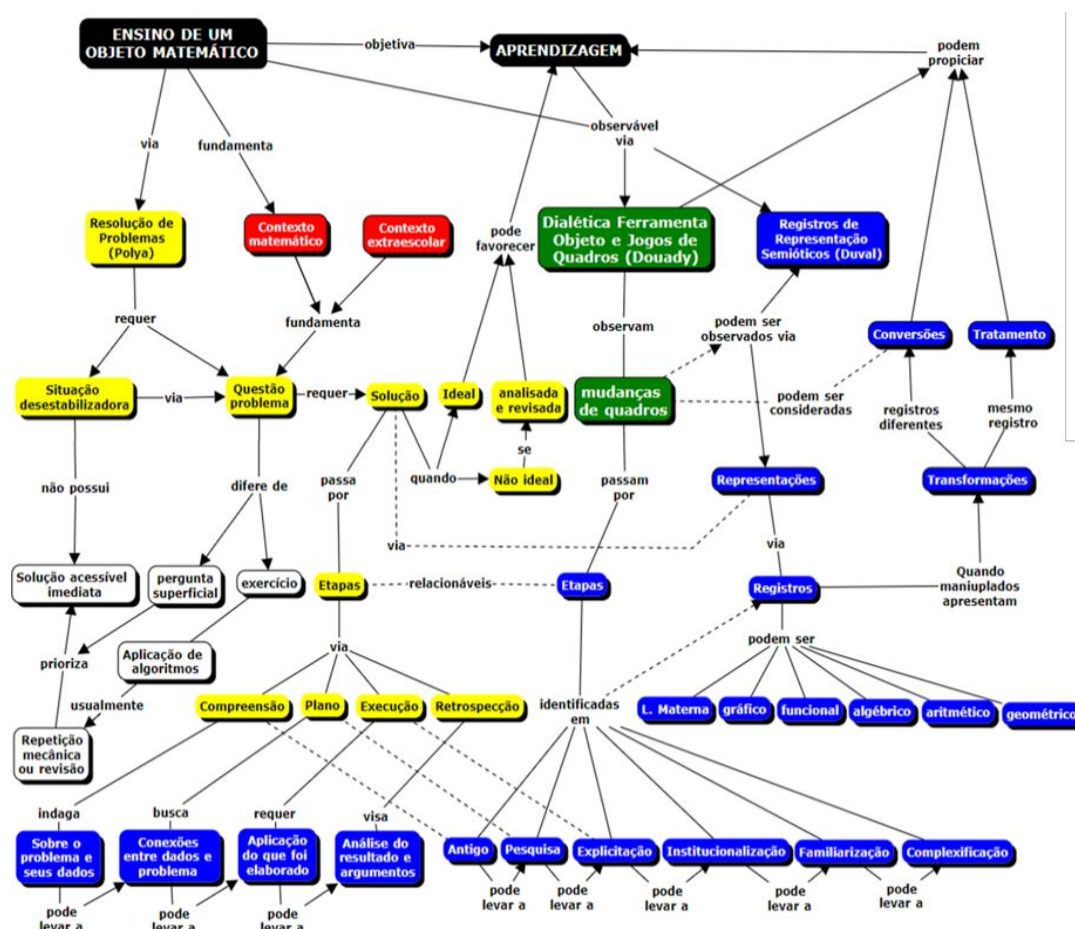 ENSINO DE UM
OBJETO MATEMÁTICO
objetiva
APRENDIZAGEM
podem
propiciar
observável
via
via
fundamenta
Resolução de
Problemas
(Polya)
Contexto
matemático
Contexto
extraescolar
pode
favorecer
Dialética Ferramenta
Objeto e Jogos de
Quadros (Douady)
Registros de
Representação
Semióticos (Duval)
requer
fundamenta
observam
podem ser
observados via
Conversões
Tratamento
Situação
desestabilizadora
via
Questão
problema
requer
Solução
Ideal
analisada
e revisada
mudanças
de quadros
podem ser
consideradas
registros
diferentes
mesmo
registro
não possui
difere de
passa
por
quando
se
Não ideal
passam
por
Representações
Transformações
via
via
Solução acessível
imediata
pergunta
superficial
exercício
Etapas
relacionáveis
Etapas
Registros
Quando
maniuplados
apresentam
prioriza
Aplicação de
algoritmos
via
podem ser
usualmente
Compreensão
Plano
Execução
Retrospecção
identificadas
em
L. Materna
gráfico
funcional
algébrico
aritmético
geométrico
Repetição
mecânica
ou revisão
indaga
busca
requer
visa
Sobre o
problema e
seus dados
Conexões
entre dados e
problema
Aplicação
do que foi
elaborado
Análise do
resultado e
argumentos
Antigo
Pesquisa
Explicitação
Institucionalização
Familiarização
Complexificação
pode
levar a
pode
levar a
pode
levar a
pode
levar a
pode
levar a
pode
levar a
pode
levar a
pode
levar a